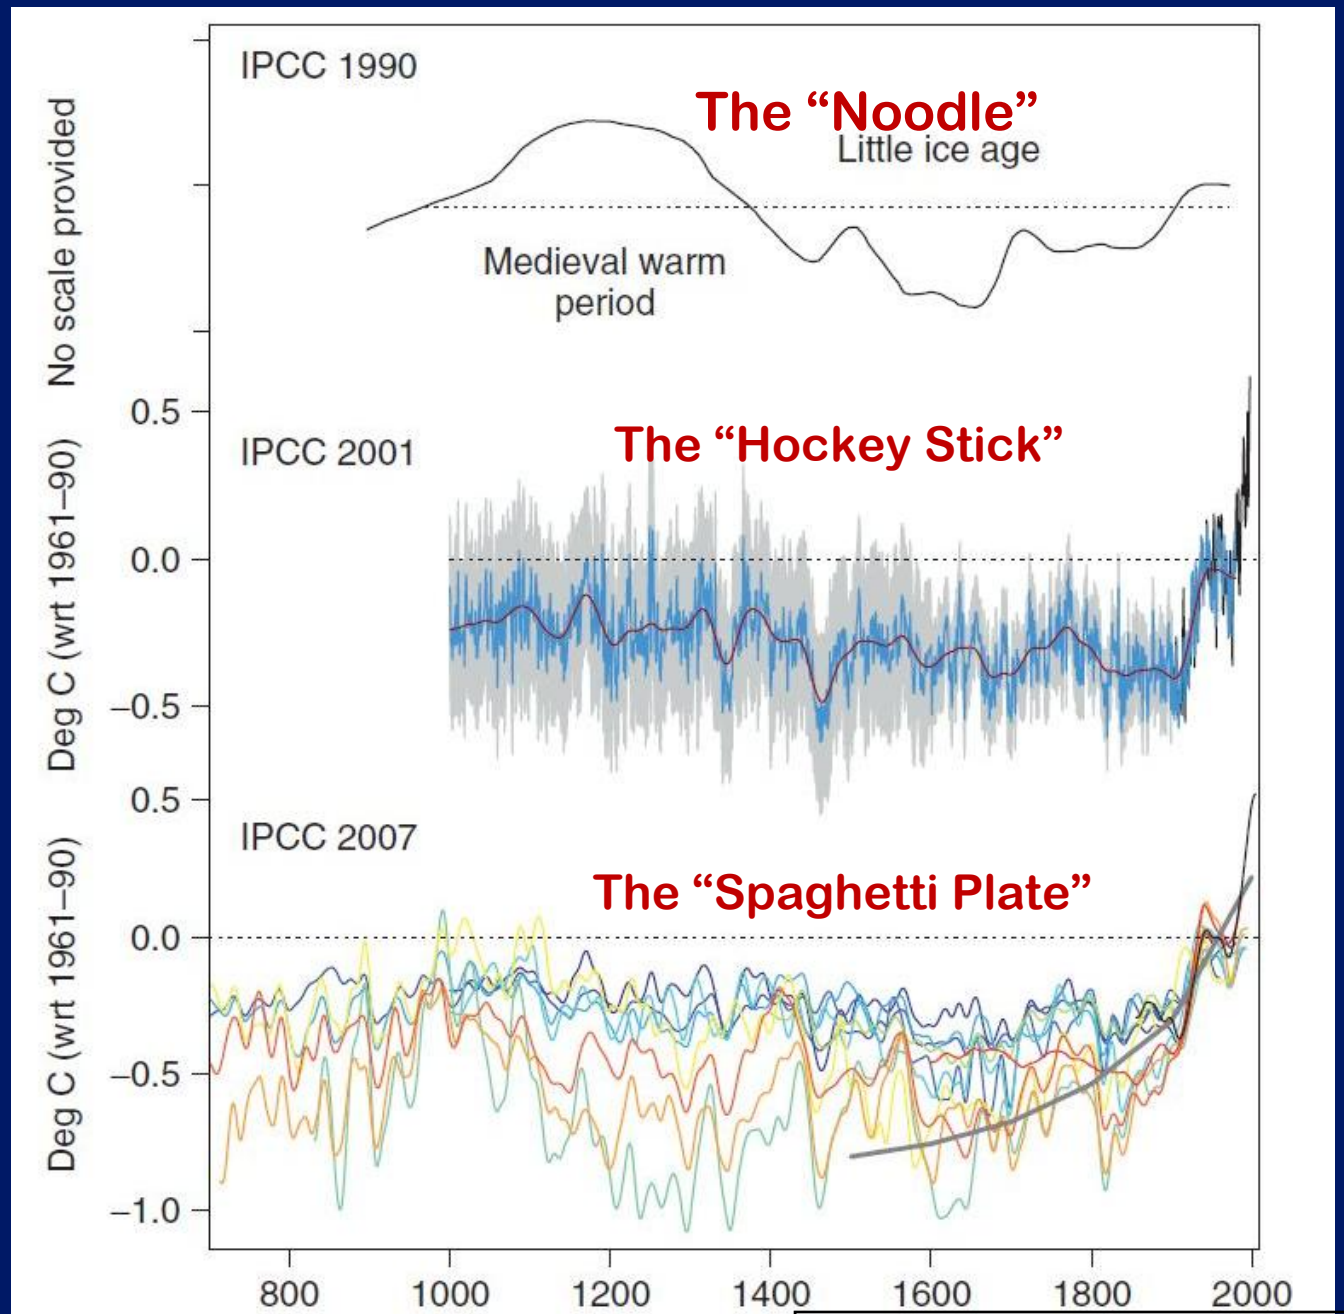 IPCC 1990
The “Noodle”
Little ice age
Medieval warm
period
No scale provided
0.5
IPCC 2001
The “Hockey Stick”
0.0
−0.5
Deg C (wrt 1961–90)
0.5
IPCC 2007
The “Spaghetti Plate”
0.0
−0.5
−1.0
Deg C (wrt 1961–90)
800 1000 1200 1400 1600 1800 2000